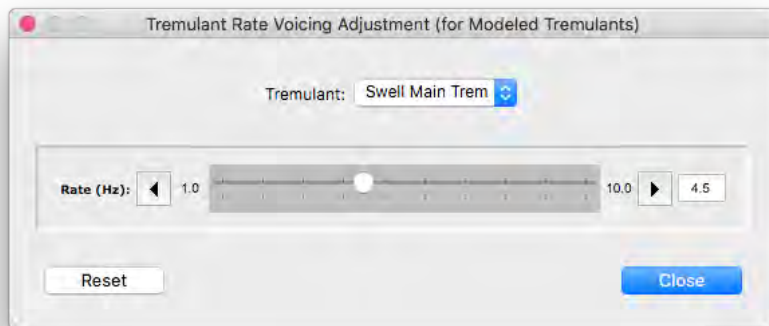 Tremulant Rate Voicing Adjustment (for Modeled Tremulants)
Tremulant: Swell Main Trem
Rate (Hz): 1.0 10.0 4.5
Reset Close